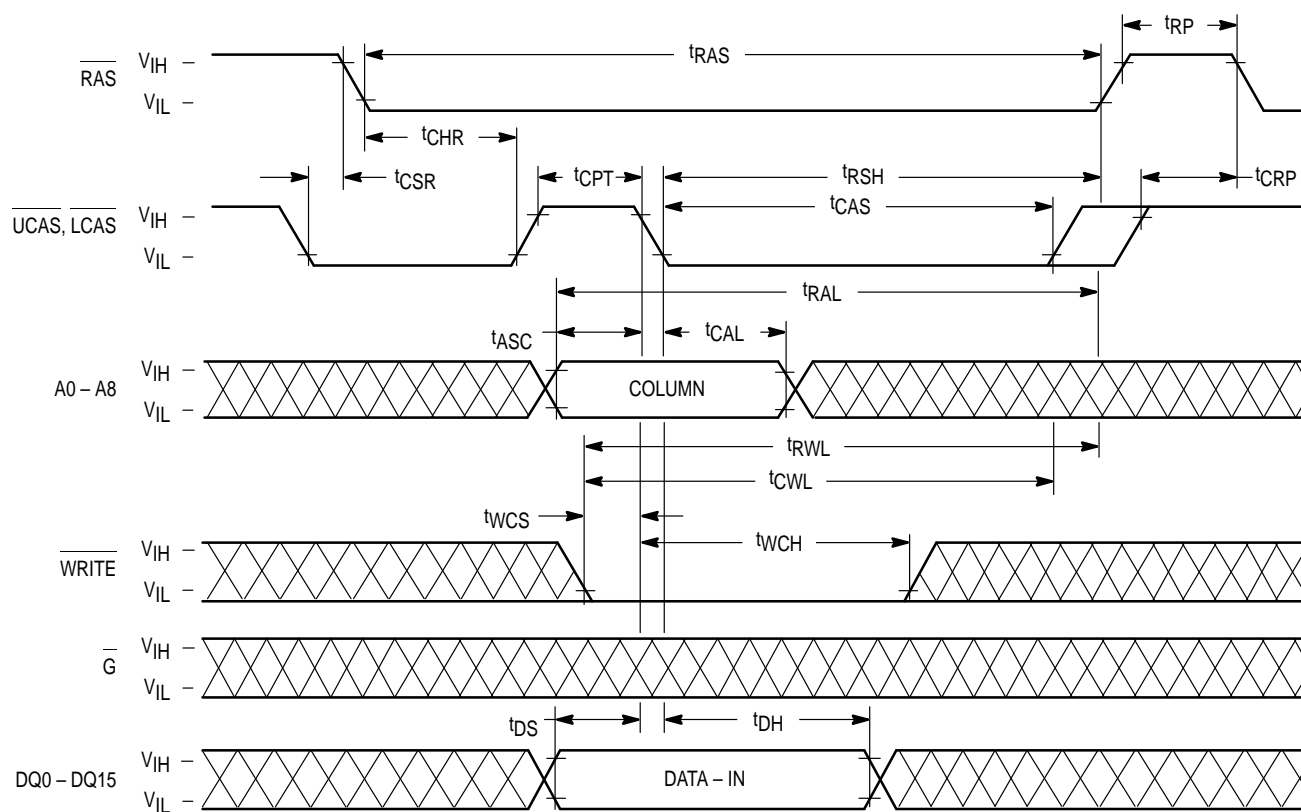 tRP
tRAS
RAS
VIH
VIL
tCHR
tCSR
tCPT
tRSH
tCRP
tCAS
UCAS, LCAS
VIH
VIL
tRAL
tASC
tCAL
A0 – A8
VIH
VIL
COLUMN
tRWL
tCWL
tWCS
tWCH
WRITE
VIH
VIL
G
VIH
VIL
tDS
tDH
DQ0 – DQ15
VIH
VIL
DATA – IN